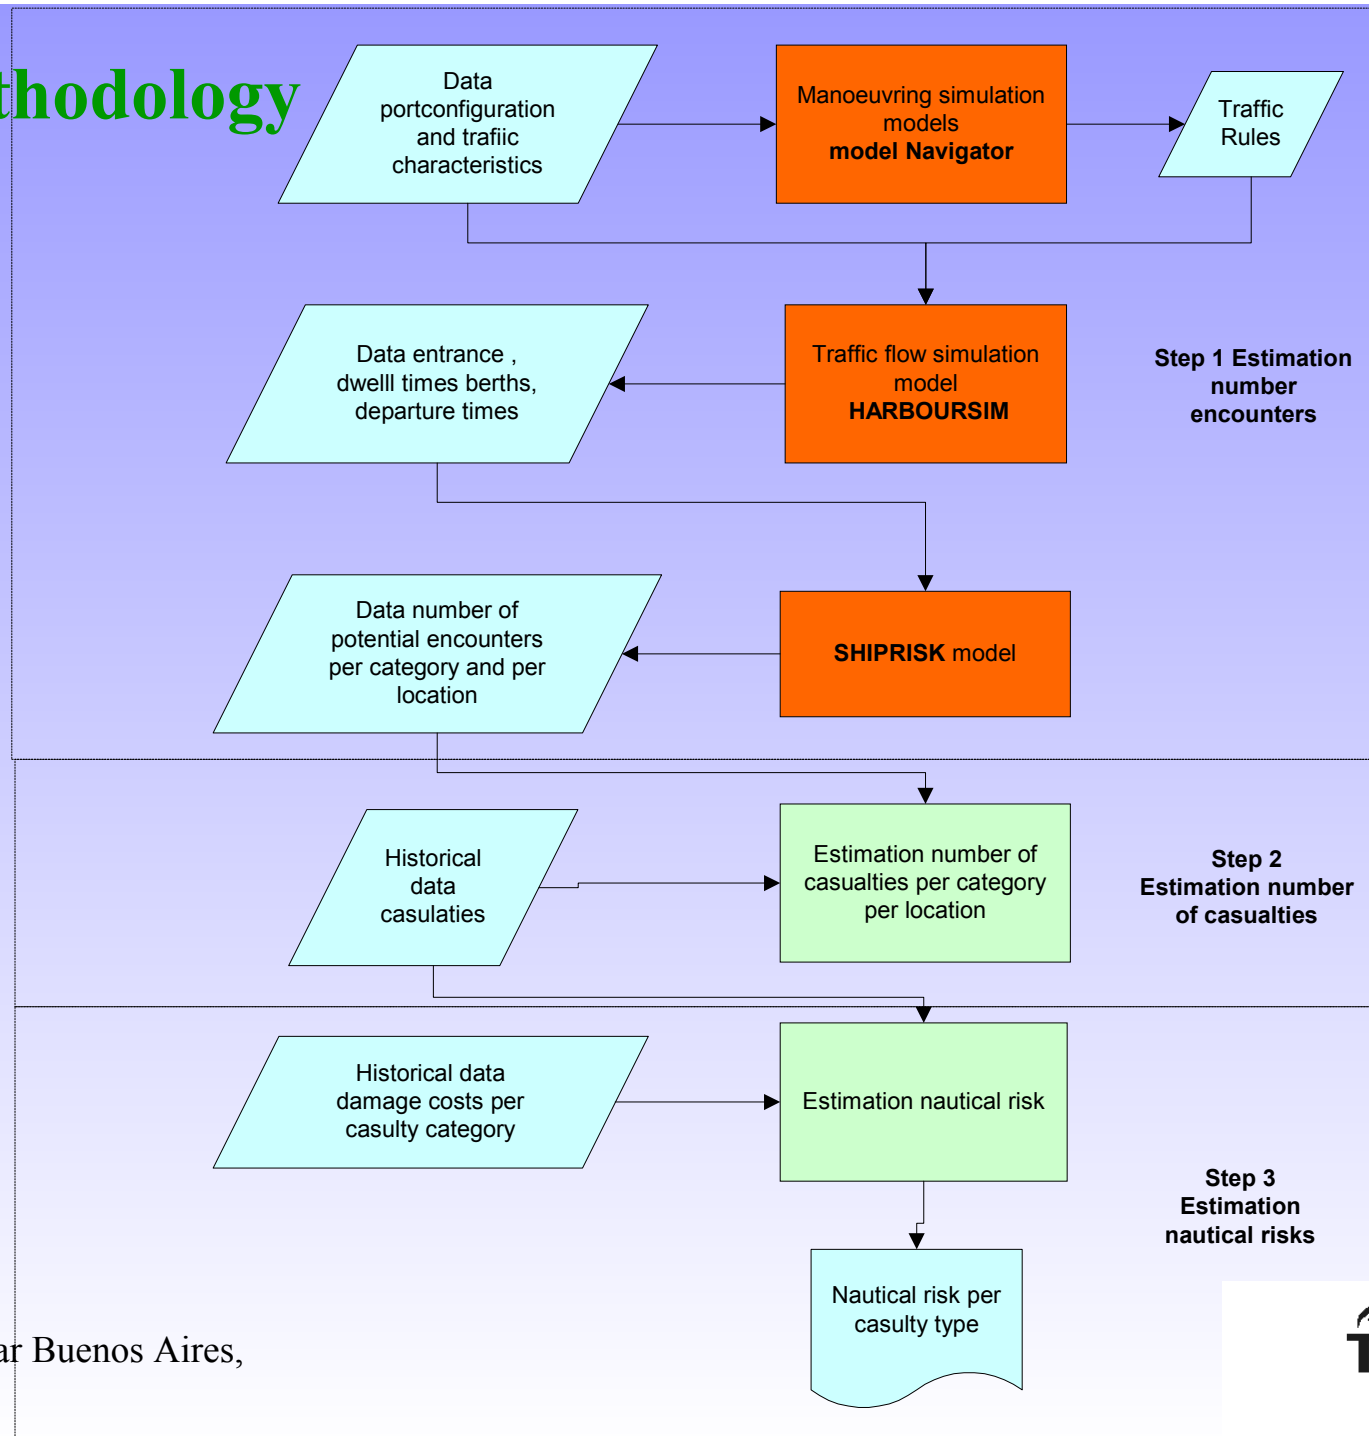 thodology
Data
portconfiguration
and trafiic
characteristics
Manoeuvring simulation
models
model Navigator
Traffic
Rules
Data entrance ,
dwelll times berths,
departure times
Traffic flow simulation
model
HARBOURSIM
Step 1 Estimation
number
encounters
Data number of
potential encounters
per category and per
location
SHIPRISK model
Historical
data
casulaties
Estimation number of
casualties per category
per location
Step 2
Estimation number
of casualties
Historical data
damage costs per
casulty category
Estimation nautical risk
Step 3
Estimation
nautical risks
Nautical risk per
casulty type
ar Buenos Aires,